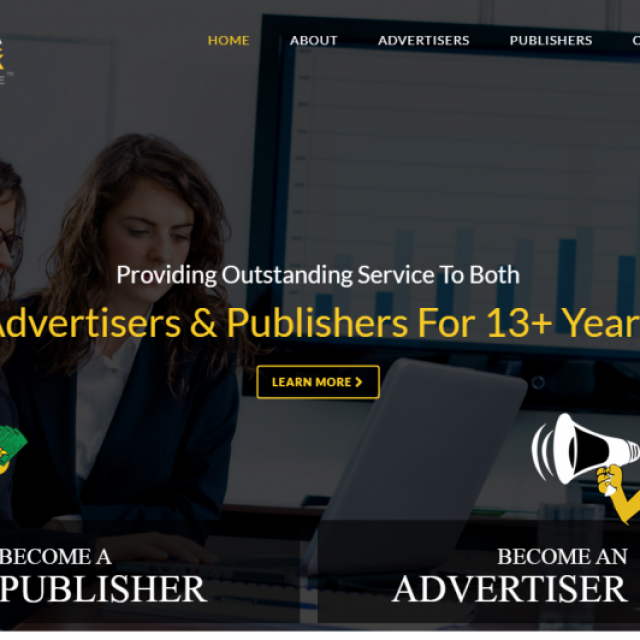 HOME ABOUT ADVERTISERS PUBLISHERS
Providing Outstanding Service To Both
Advertisers & Publishers For 13+ Year
LEARN MORE
BECOME A
PUBLISHER
BECOME AN
ADVERTISER